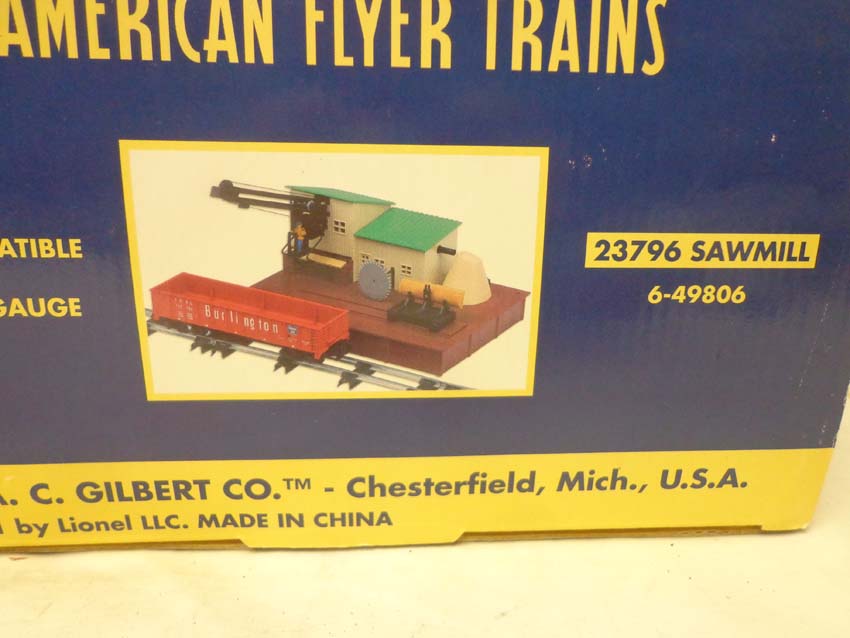 AMERICAN FLYER TRAINS
ATIBLE
GAUGE
Burlington
23796 SAWMILL
6-49806
A. C. GILBERT CO.™ - Chesterfield, Mich., U.S.A.
by Lionel LLC. MADE IN CHINA